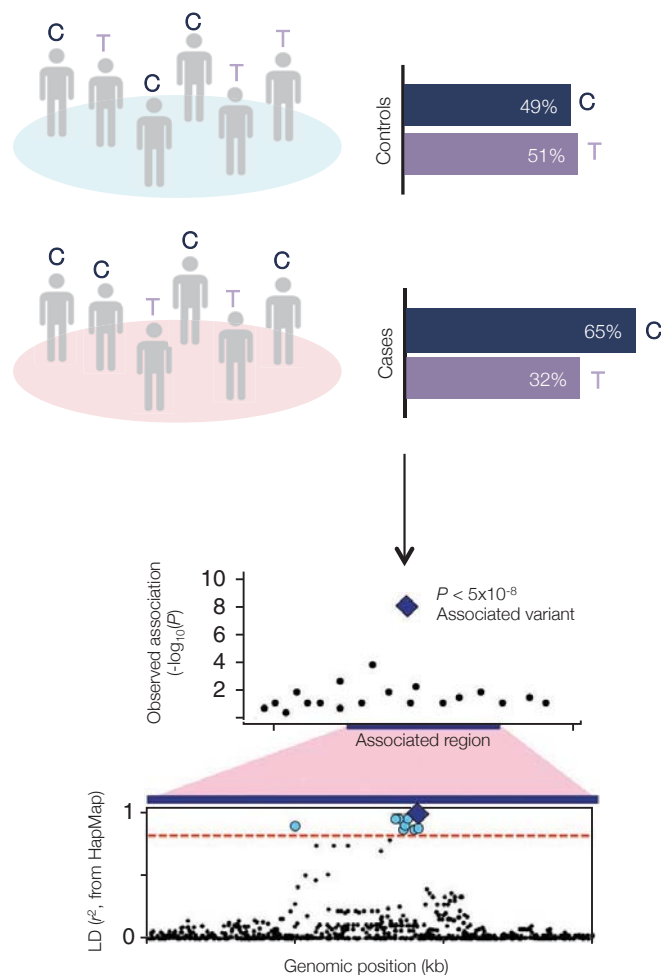 C
T
C
C
T
T
Controls
49%
C
51%
T
C
C
T
C
T
C
Cases
65%
C
32%
T
Observed association
(-log10(P)
10
8
6
4
2
P < 5x10-8
Associated variant
Associated region
LD (r2, from HapMap)
1
0
Genomic position (kb)